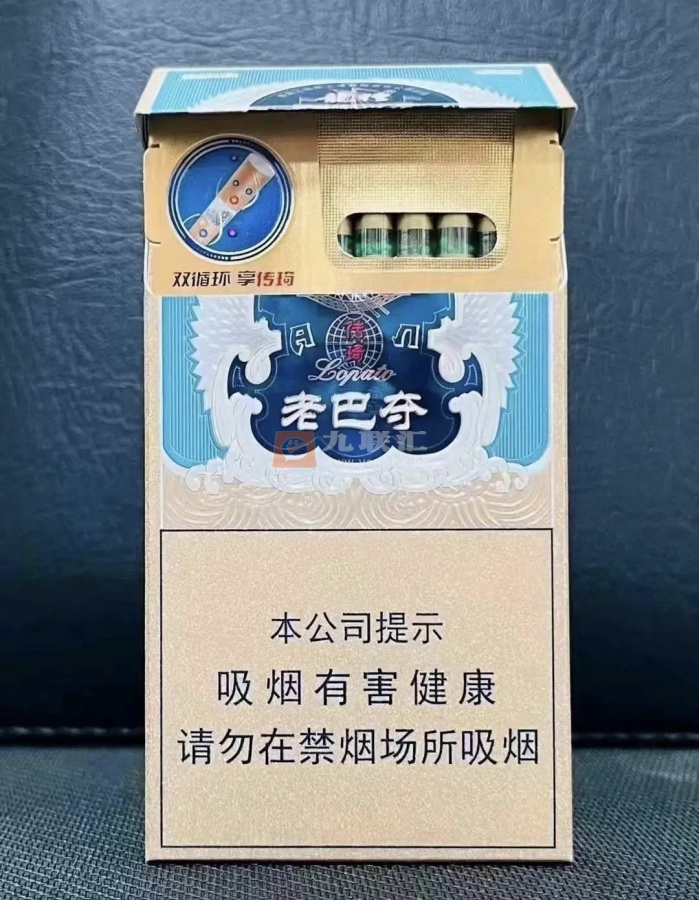 双循环 享传琦
传
琦
Lopato
老巴夺
九联汇
本公司提示
吸烟有害健康
请勿在禁烟场所吸烟